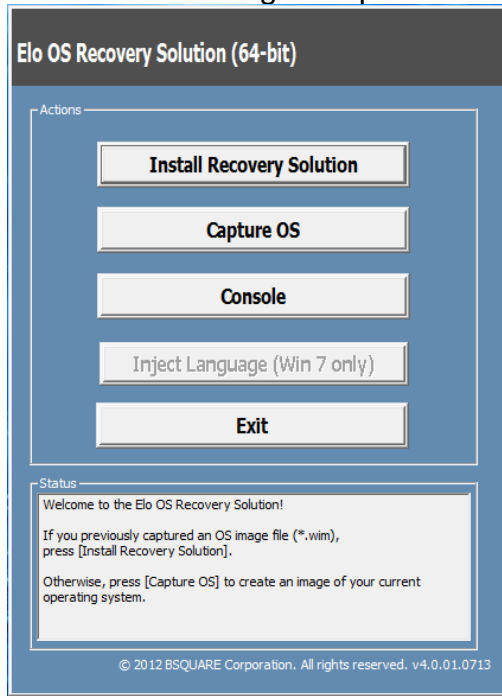 Elo OS Recovery Solution (64-bit)
Actions
Install Recovery Solution
Capture OS
Console
Inject Language (Win 7 only)
Exit
Status
Welcome to the Elo OS Recovery Solution!
If you previously captured an OS image file (*.wim),
press [Install Recovery Solution].
Otherwise, press [Capture OS] to create an image of your current
operating system.
© 2012 BSQUARE Corporation. All rights reserved. v4.0.01.0713